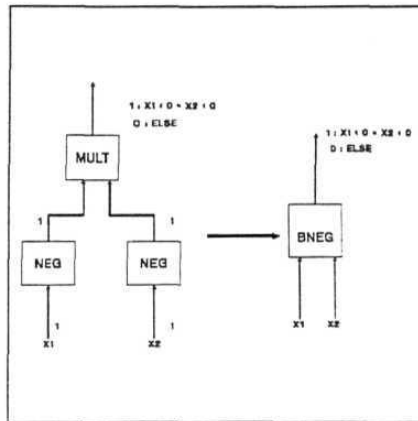 1 : X1 < 0 * X2 < 0
0 : ELSE
MULT
1 1
NEG NEG
1 1
X1 X2
1 : X1 < 0 * X2 < 0
0 : ELSE
BNEG
X1 X2